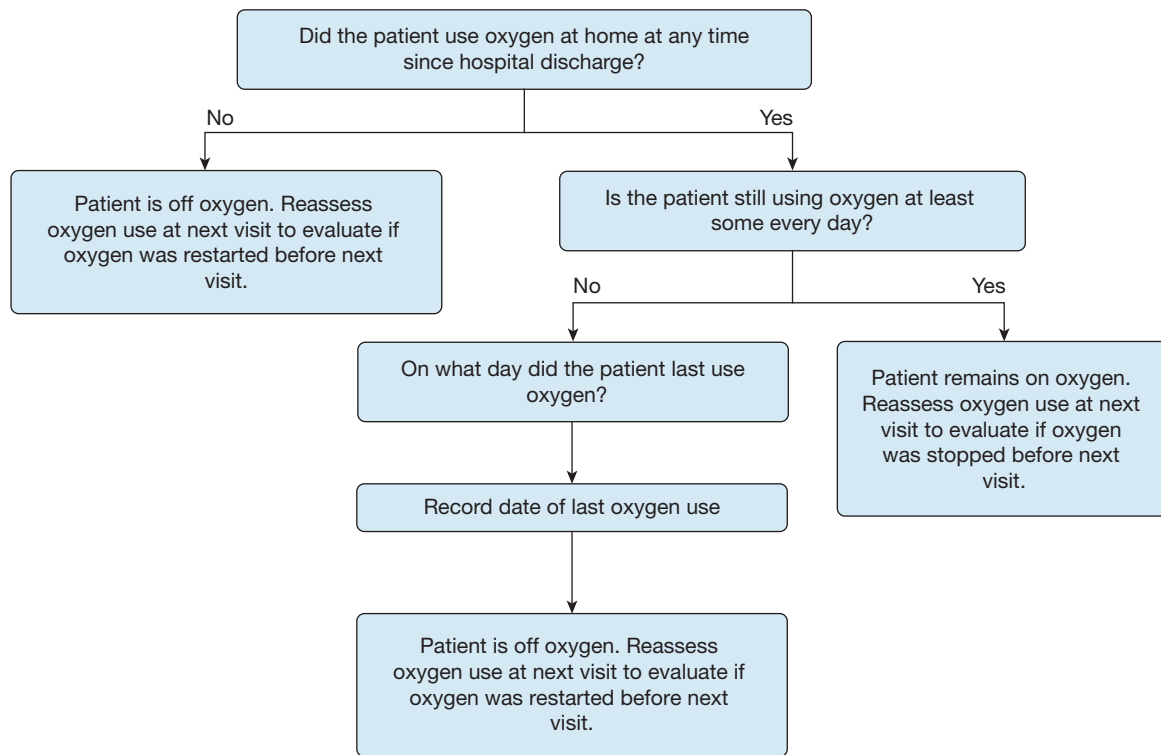 Did the patient use oxygen at home at any time
since hospital discharge?
No
Yes
Patient is off oxygen. Reassess
oxygen use at next visit to evaluate if
oxygen was restarted before next
visit.
Is the patient still using oxygen at least
some every day?
No
Yes
On what day did the patient last use
oxygen?
Patient remains on oxygen.
Reassess oxygen use at next
visit to evaluate if oxygen
was stopped before next
visit.
Record date of last oxygen use
Patient is off oxygen. Reassess
oxygen use at next visit to evaluate if
oxygen was restarted before next
visit.